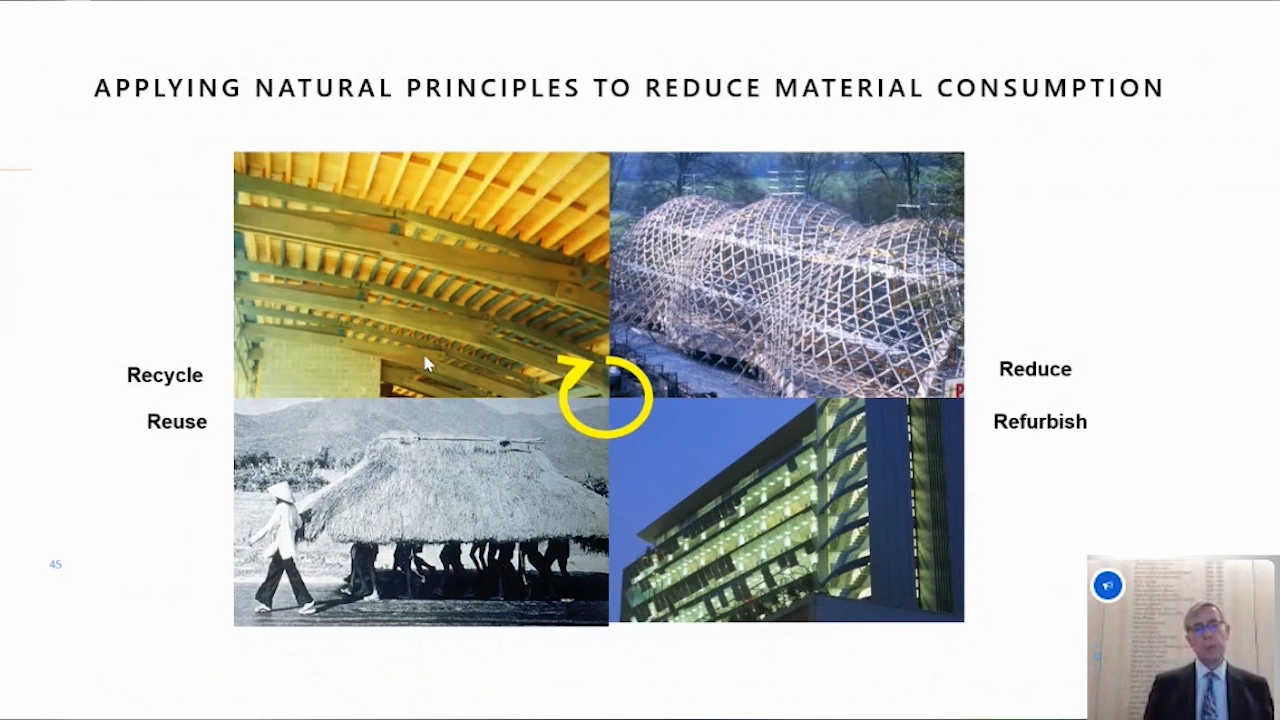 APPLYING NATURAL PRINCIPLES TO REDUCE MATERIAL CONSUMPTION
Recycle
Reduce
Reuse
Refurbish
45
P